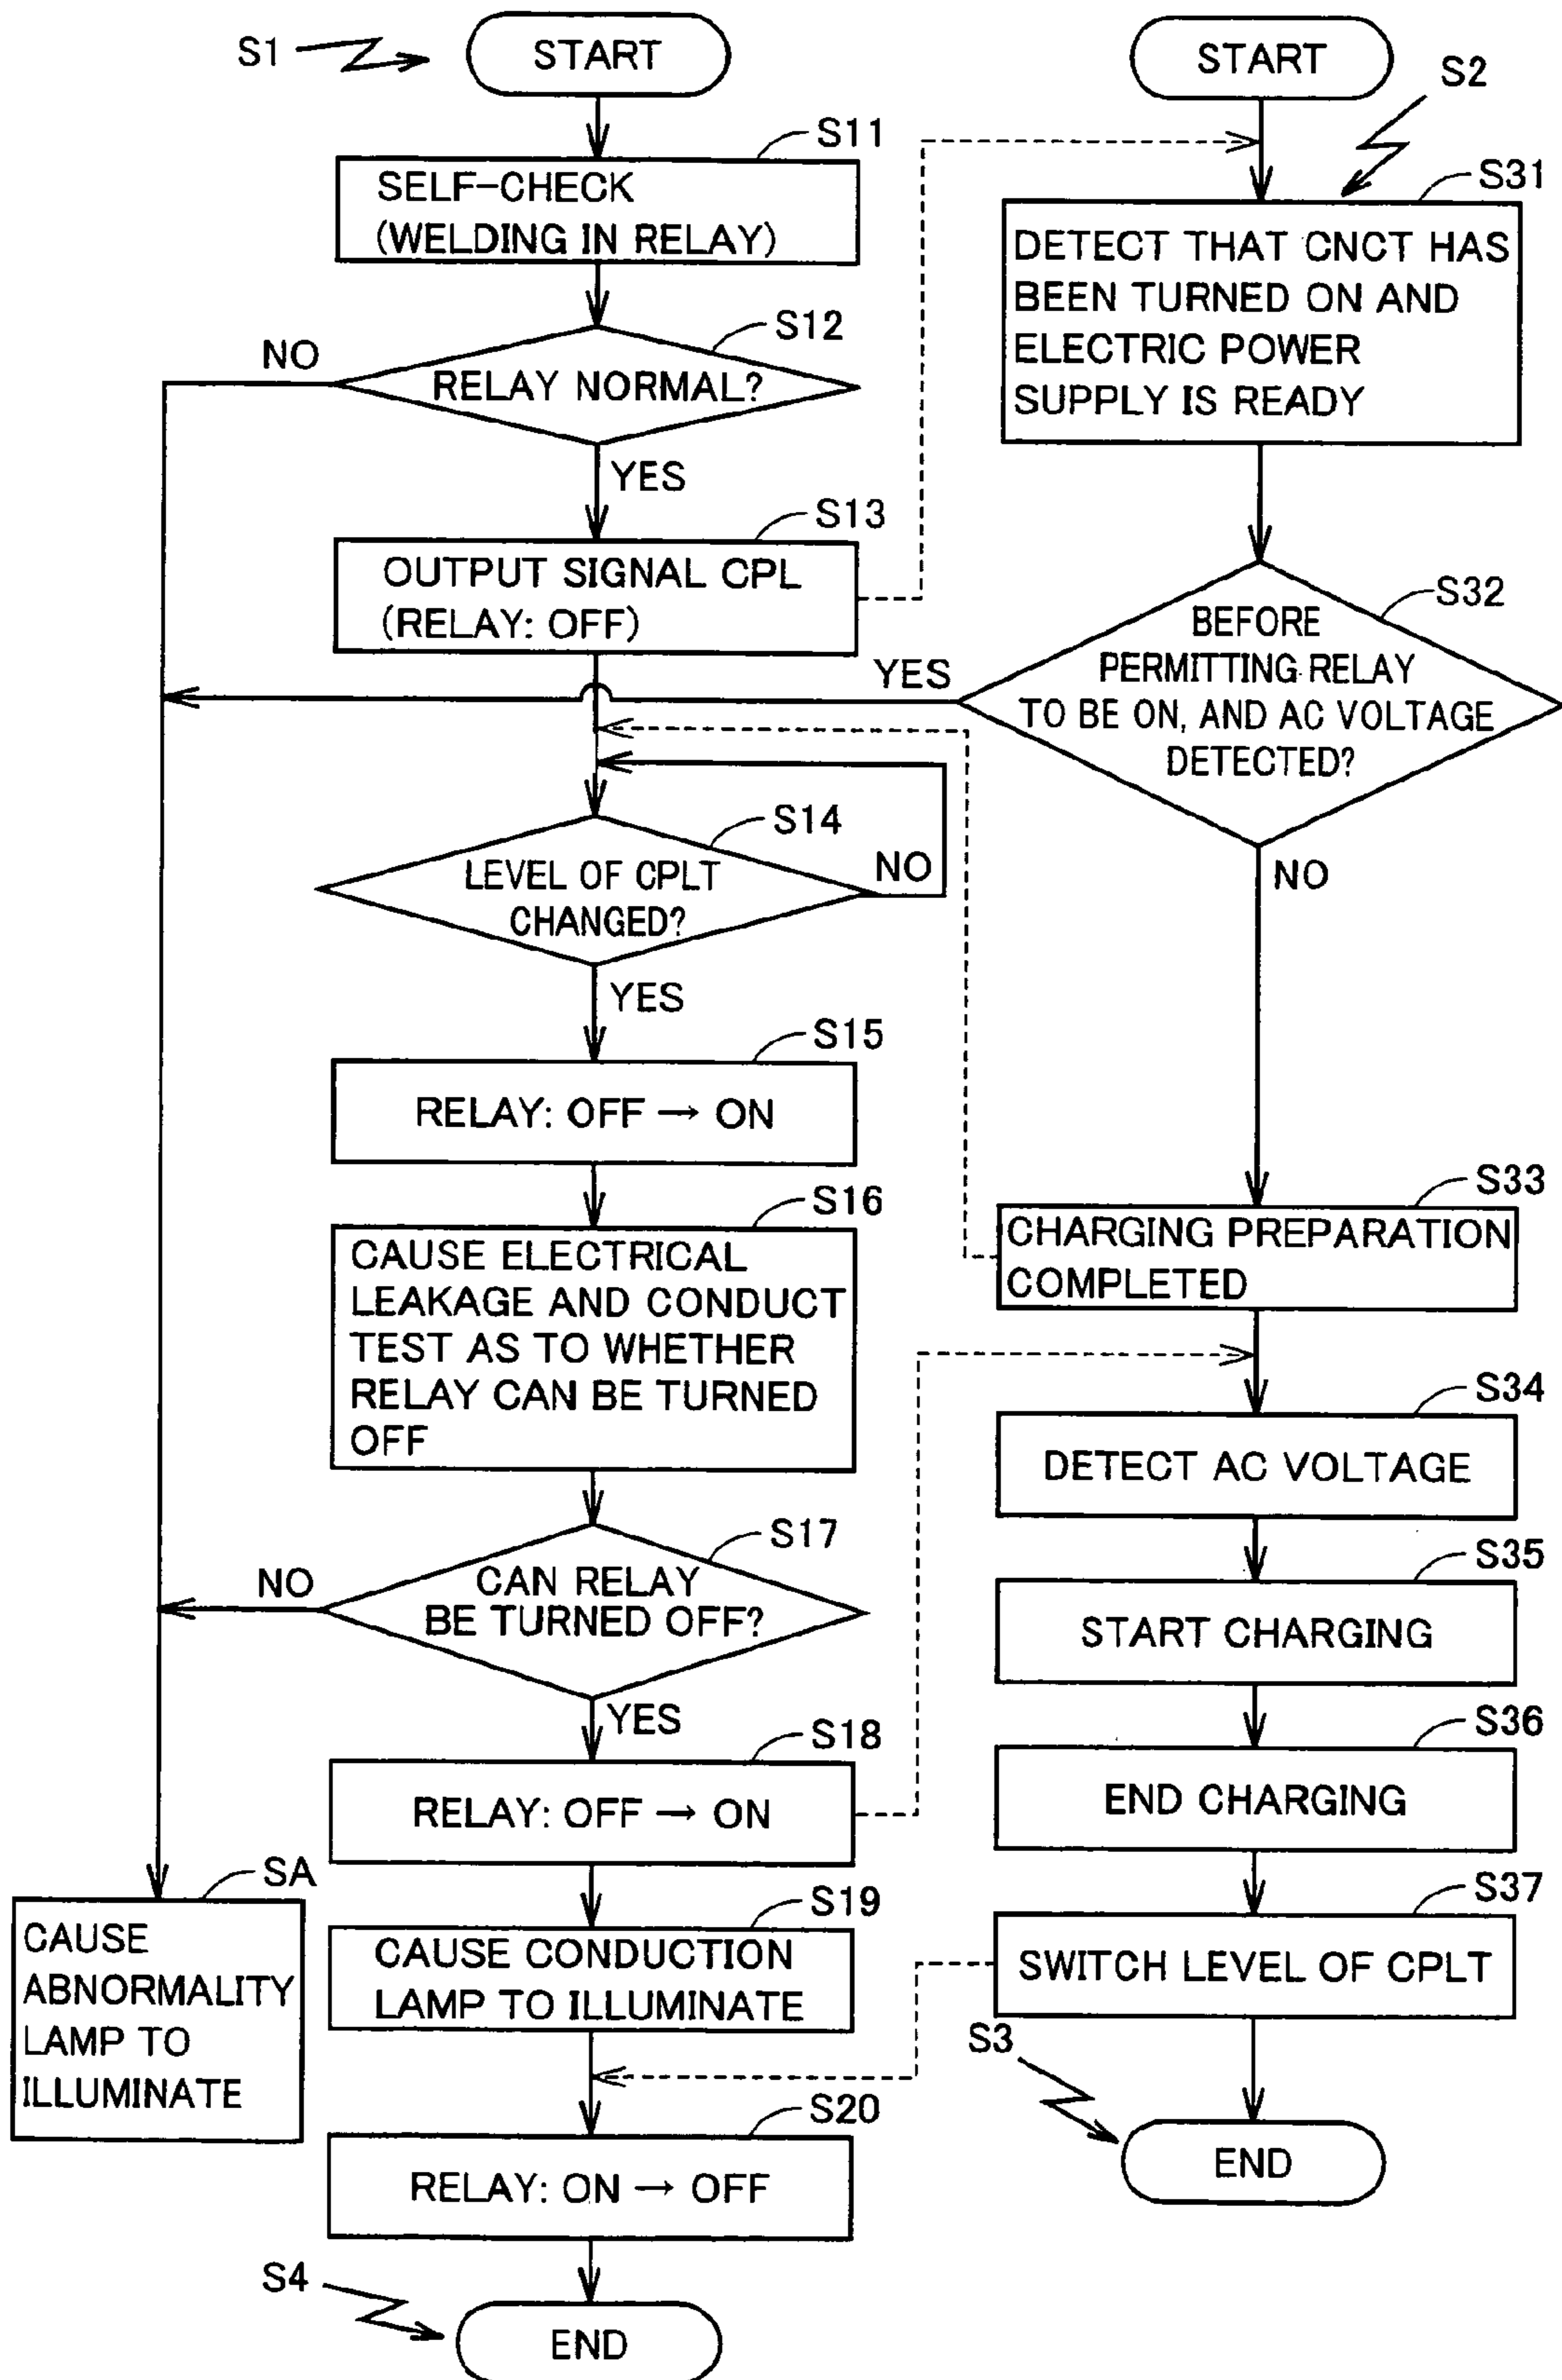 S1
START
S11
SELF-CHECK
(WELDING IN RELAY)
S12
NO
RELAY NORMAL?
YES
S13
OUTPUT SIGNAL CPL
(RELAY: OFF)
S14
LEVEL OF CPLT
CHANGED?
NO
YES
S15
RELAY: OFF → ON
S16
CAUSE ELECTRICAL
LEAKAGE AND CONDUCT
TEST AS TO WHETHER
RELAY CAN BE TURNED
OFF
S17
NO
CAN RELAY
BE TURNED OFF?
YES
S18
RELAY: OFF → ON
SA
CAUSE
ABNORMALITY
LAMP TO
ILLUMINATE
S19
CAUSE CONDUCTION
LAMP TO ILLUMINATE
S20
RELAY: ON → OFF
S4
END
START
S2
S31
DETECT THAT CNCT HAS
BEEN TURNED ON AND
ELECTRIC POWER
SUPPLY IS READY
S32
BEFORE
PERMITTING RELAY
TO BE ON, AND AC VOLTAGE
DETECTED?
YES
NO
S33
CHARGING PREPARATION
COMPLETED
S34
DETECT AC VOLTAGE
S35
START CHARGING
S36
END CHARGING
S37
SWITCH LEVEL OF CPLT
S3
END